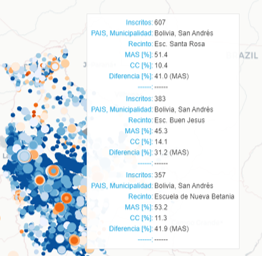 Inscritos: 607
PAIS, Municipalidad: Bolivia, San Andrés
Recinto: Esc. Santa Rosa
MAS [%]: 51.4
CC [%]: 10.4
Diferencia [%]: 41.0 (MAS)
------: ------
Inscritos: 383
PAIS, Municipalidad: Bolivia, San Andrés
Recinto: Esc. Buen Jesus
MAS [%]: 45.3
CC [%]: 14.1
Diferencia [%]: 31.2 (MAS)
------: ------
Inscritos: 357
PAIS, Municipalidad: Bolivia, San Andrés
Recinto: Escuela de Nueva Betania
MAS [%]: 53.2
CC [%]: 11.3
Diferencia [%]: 41.9 (MAS)
------: ------